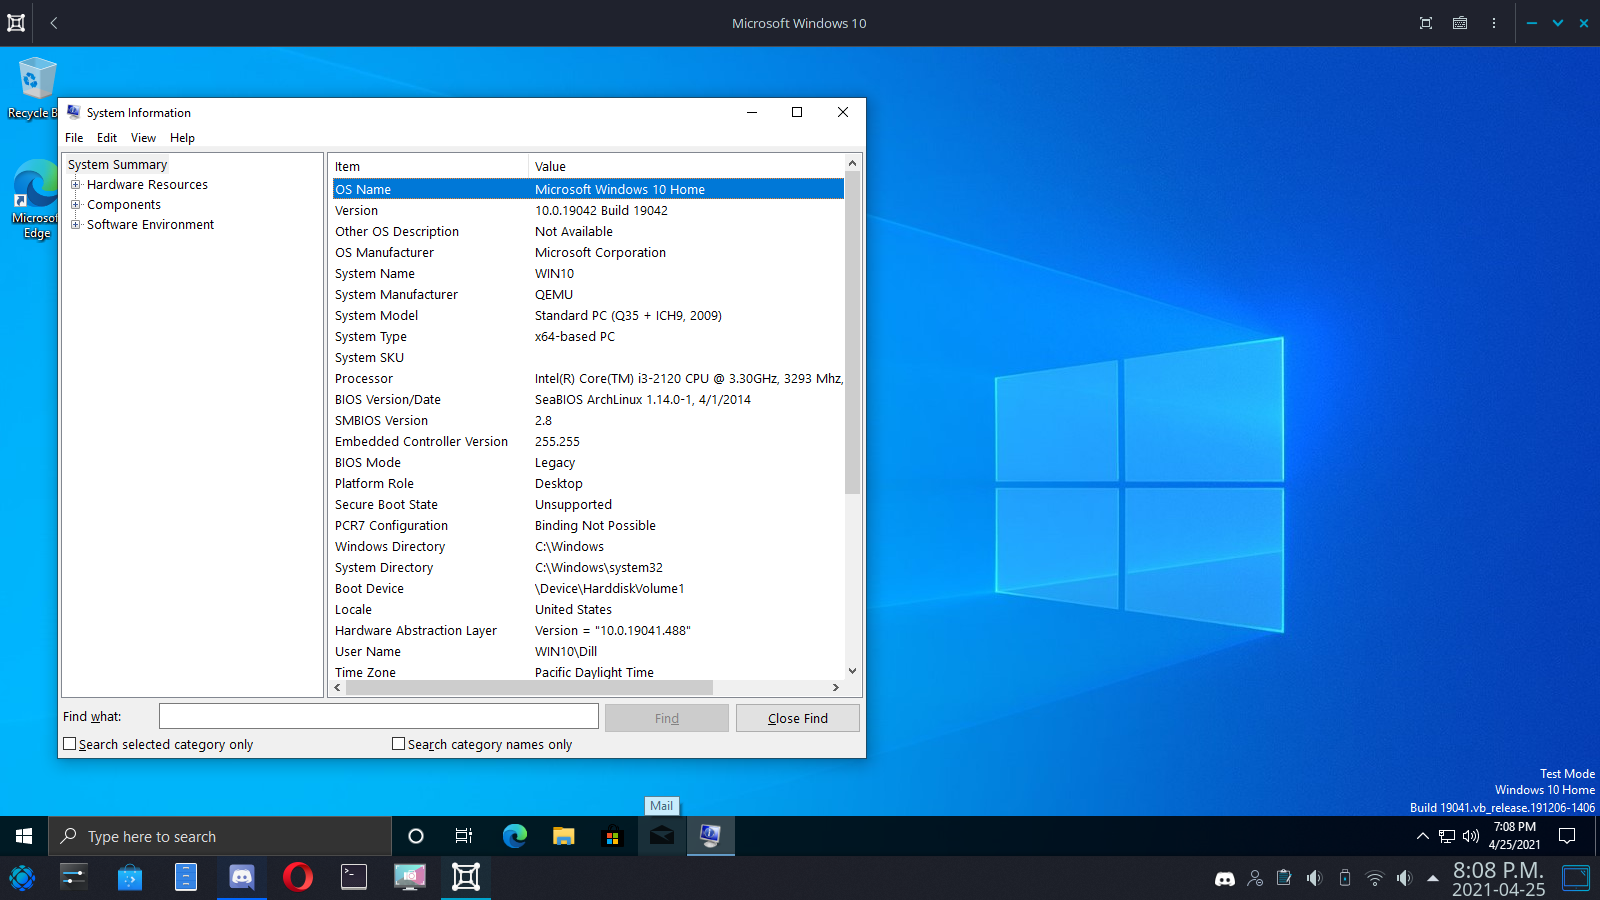 Microsoft Windows 10
Recycle B
Microsof
Edge
System Information
File Edit View Help
System Summary
Hardware Resources
Components
Software Environment
Item Value
OS Name Microsoft Windows 10 Home
Version 10.0.19042 Build 19042
Other OS Description Not Available
OS Manufacturer Microsoft Corporation
System Name WIN10
System Manufacturer QEMU
System Model Standard PC (Q35 + ICH9, 2009)
System Type x64-based PC
System SKU
Processor Intel(R) Core(TM) i3-2120 CPU @ 3.30GHz, 3293 Mhz,
BIOS Version/Date SeaBIOS ArchLinux 1.14.0-1, 4/1/2014
SMBIOS Version 2.8
Embedded Controller Version 255.255
BIOS Mode Legacy
Platform Role Desktop
Secure Boot State Unsupported
PCR7 Configuration Binding Not Possible
Windows Directory C:\Windows
System Directory C:\Windows\system32
Boot Device \Device\HarddiskVolume1
Locale United States
Hardware Abstraction Layer Version = "10.0.19041.488"
User Name WIN10\Dill
Time Zone Pacific Daylight Time
Find what: Find Close Find
Search selected category only Search category names only
Test Mode
Windows 10 Home
Build 19041.vb_release.191206-1406
Mail
Type here to search
7:08 PM
4/25/2021
8:08 P.M.
2021-04-25